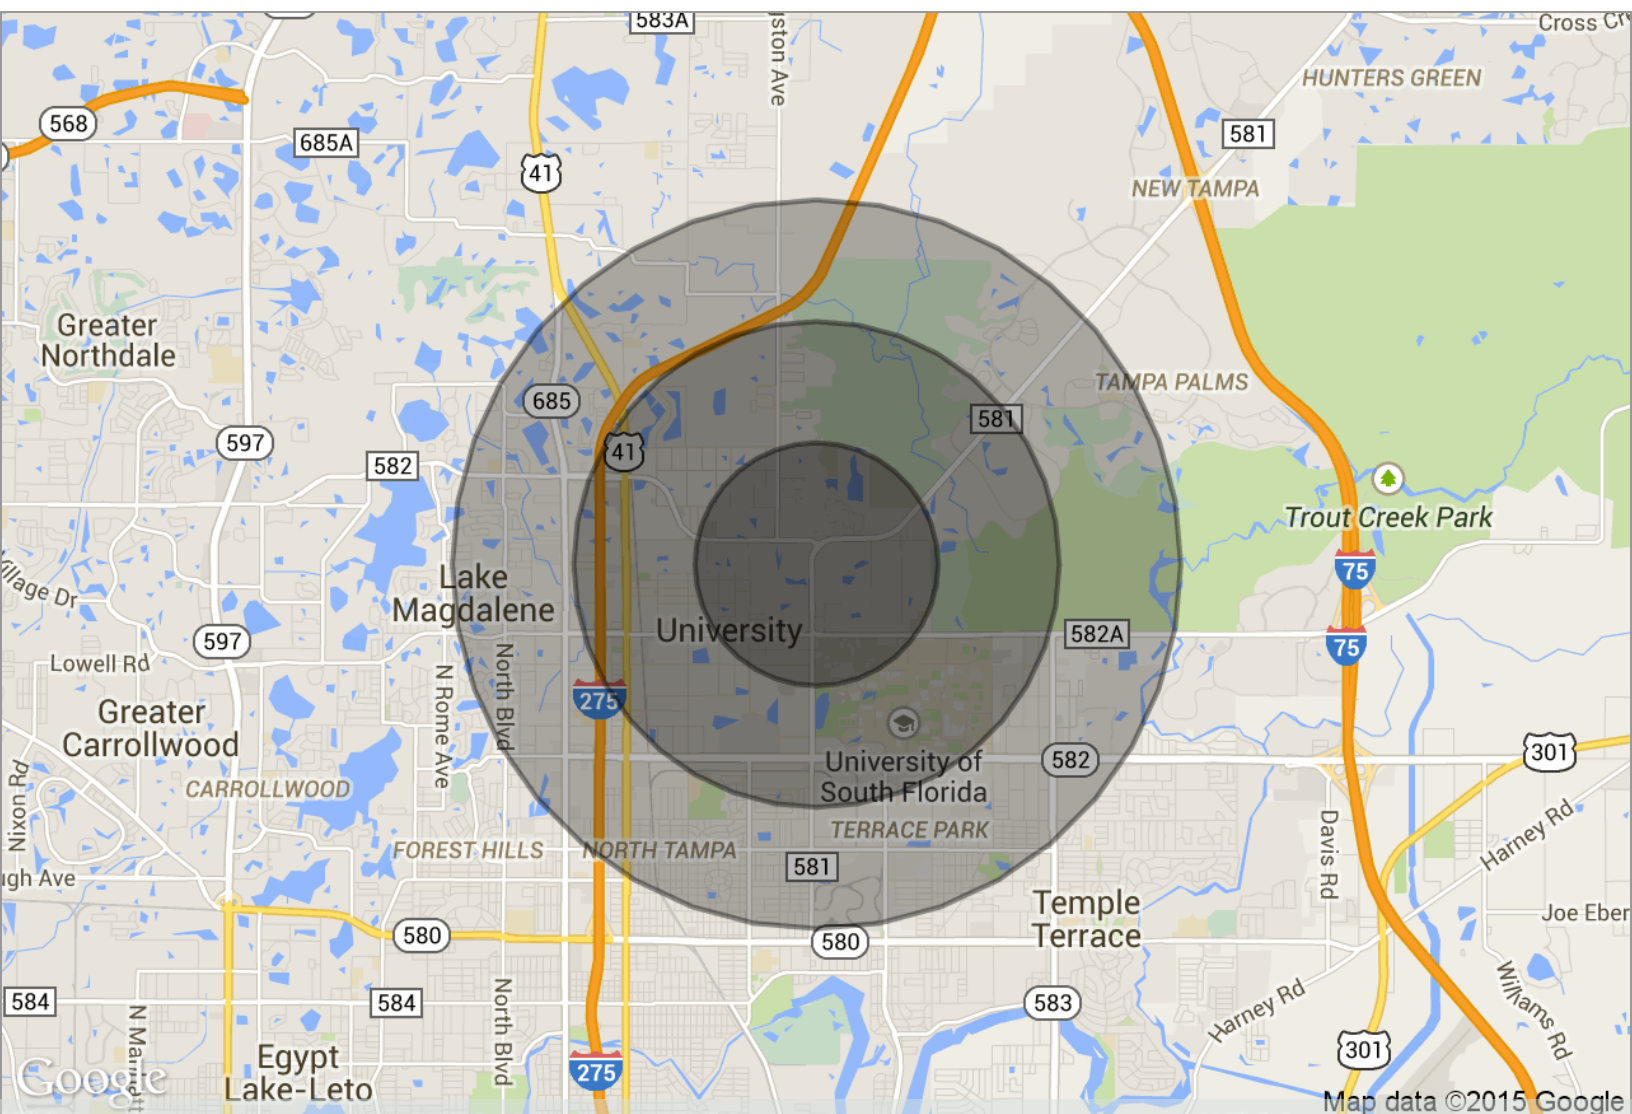 583A
gston Ave
Cross Cr
HUNTERS GREEN
568
581
685A
41
NEW TAMPA
Greater
Northdale
TAMPA PALMS
685
581
597
41
582
Trout Creek Park
75
Village Dr
Lake
Magdalene
University
582A
597
75
Lowell Rd
N Rome Ave
North Blvd
275
Greater
Carrollwood
University of
South Florida
582
301
Nixon Rd
CARROLLWOOD
TERRACE PARK
Harney Rd
FOREST HILLS
NORTH TAMPA
581
Davis Rd
ugh Ave
Temple
Terrace
Joe Eber
580
580
584
584
North Blvd
583
Harney Rd
Williams Rd
301
Egypt
Lake-Leto
275
Google
Map data ©2015 Google